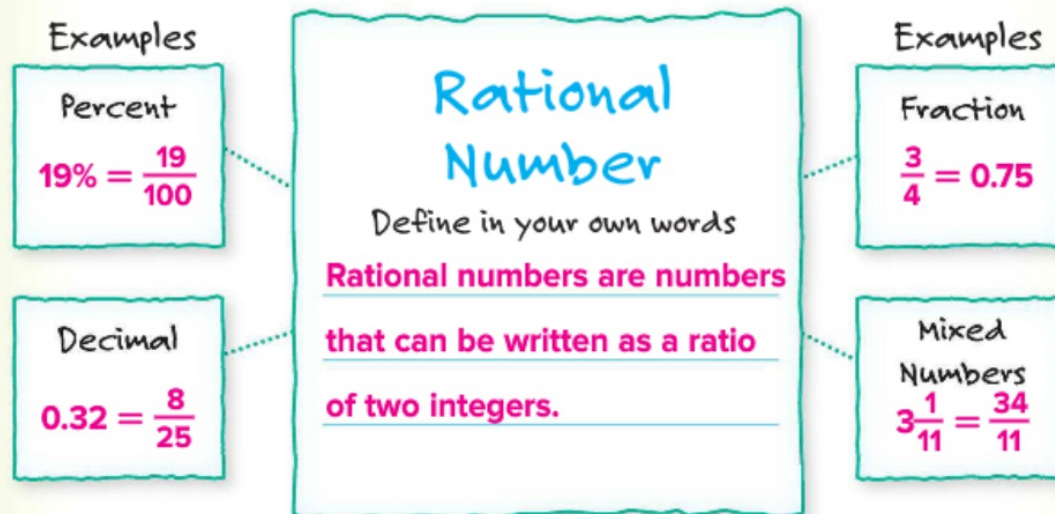 Examples
Percent
19% = 19/100
Decimal
0.32 = 8/25
Rational
Number
Define in your own words
Rational numbers are numbers
that can be written as a ratio
of two integers.
Examples
Fraction
3/4 = 0.75
Mixed
Numbers
3 1/11 = 34/11